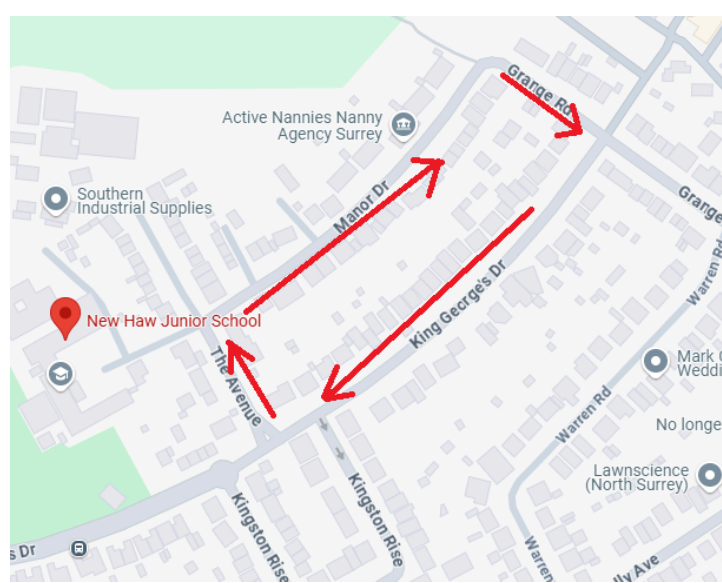 Grange Rd
Active Nannies Nanny
Agency Surrey
Southern
Industrial Supplies
Manor Dr
Grange
Warren Rd
King George's Dr
New Haw Junior School
The Avenue
Mark
Weddi
Warren Rd
No longe
Lawnscience
(North Surrey)
Kingston Rise
Kingston Rise
s Dr
Warren
lly Ave